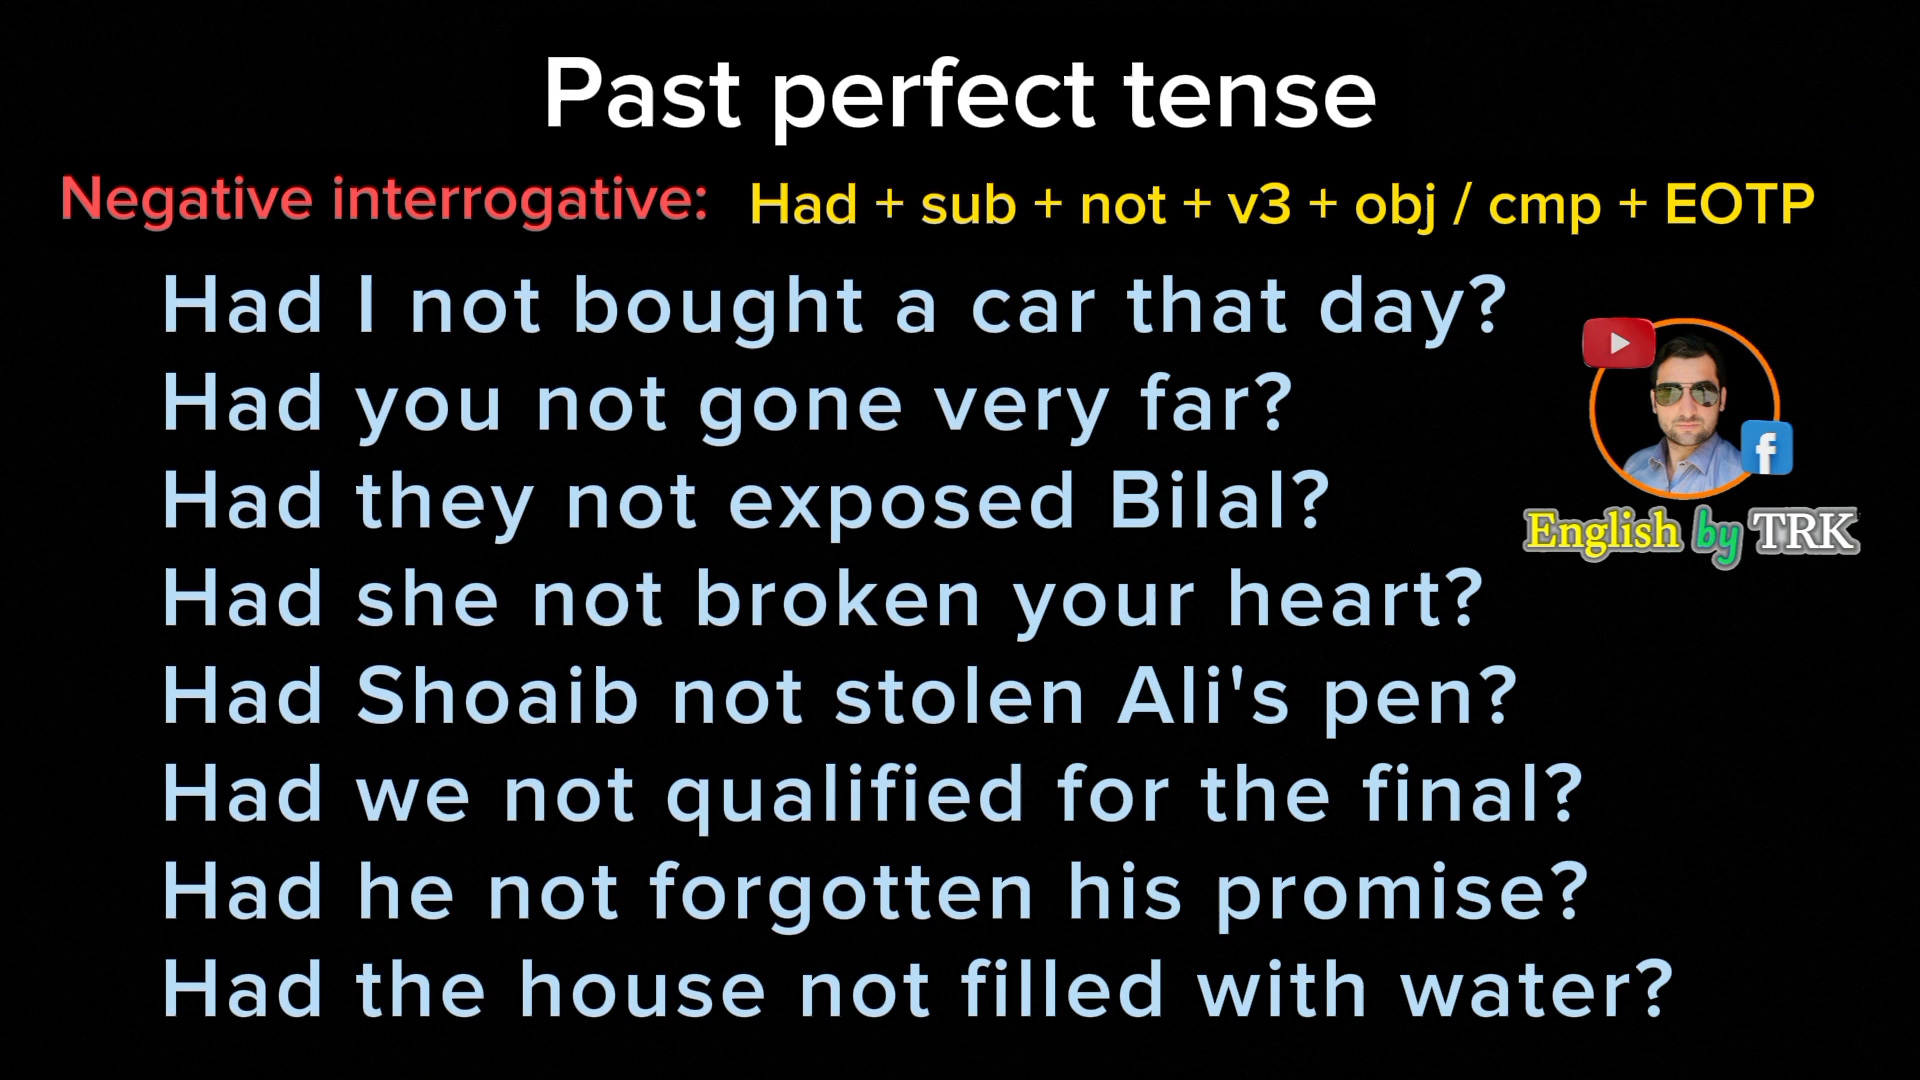 Past perfect tense
Negative interrogative: Had + sub + not + v3 + obj / cmp + EOTP
Had I not bought a car that day?
Had you not gone very far?
Had they not exposed Bilal?
Had she not broken your heart?
Had Shoaib not stolen Ali's pen?
Had we not qualified for the final?
Had he not forgotten his promise?
Had the house not filled with water?
f
English by TRK